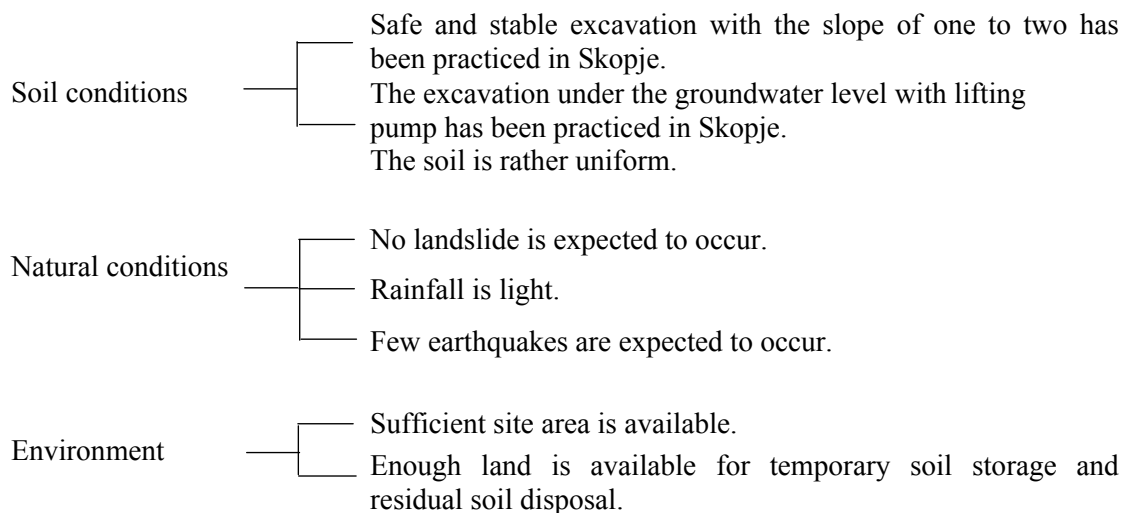 Soil conditions
Safe and stable excavation with the slope of one to two has
been practiced in Skopje.
The excavation under the groundwater level with lifting
pump has been practiced in Skopje.
The soil is rather uniform.
Natural conditions
No landslide is expected to occur.
Rainfall is light.
Few earthquakes are expected to occur.
Environment
Sufficient site area is available.
Enough land is available for temporary soil storage and
residual soil disposal.